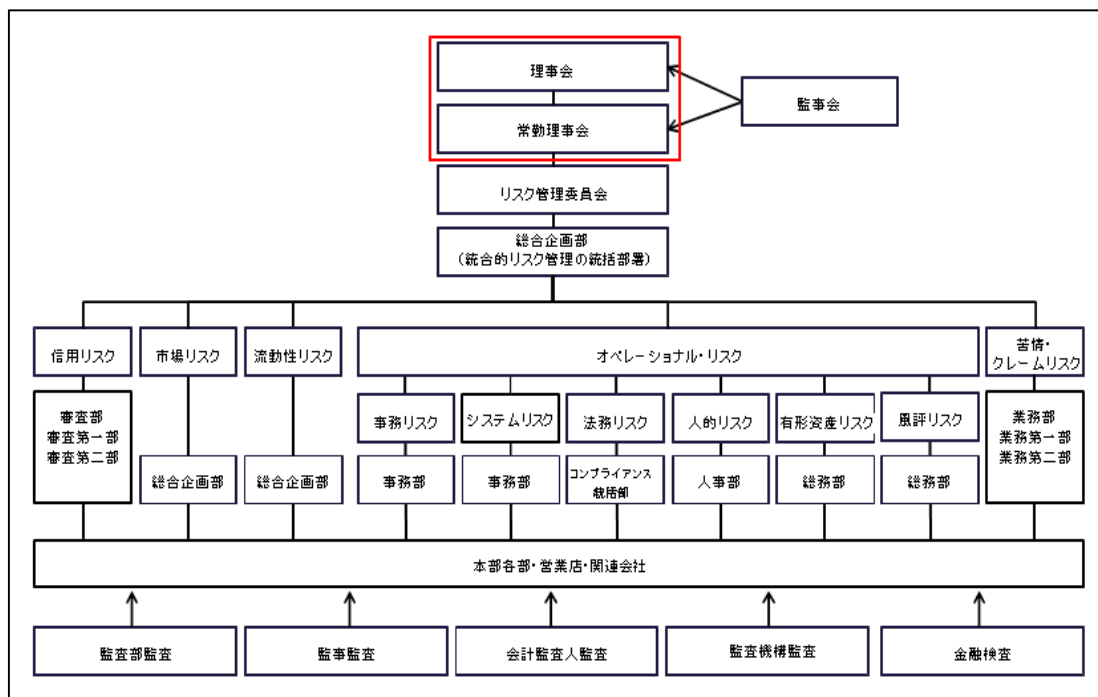 理事会
監事会
常勤理事会
リスク管理委員会
総合企画部
(統合的リスク管理の統括部署)
信用リスク
市場リスク
流動性リスク
オペレーショナル・リスク
苦情・
クレームリスク
審査部
審査第一部
審査第二部
事務リスク
システムリスク
法務リスク
人的リスク
有形資産リスク
風評リスク
業務部
業務第一部
業務第二部
総合企画部
総合企画部
事務部
事務部
コンプライアンス
統括部
人事部
総務部
総務部
本部各部・営業店・関連会社
監査部監査
監事監査
会計監査人監査
監査機構監査
金融検査